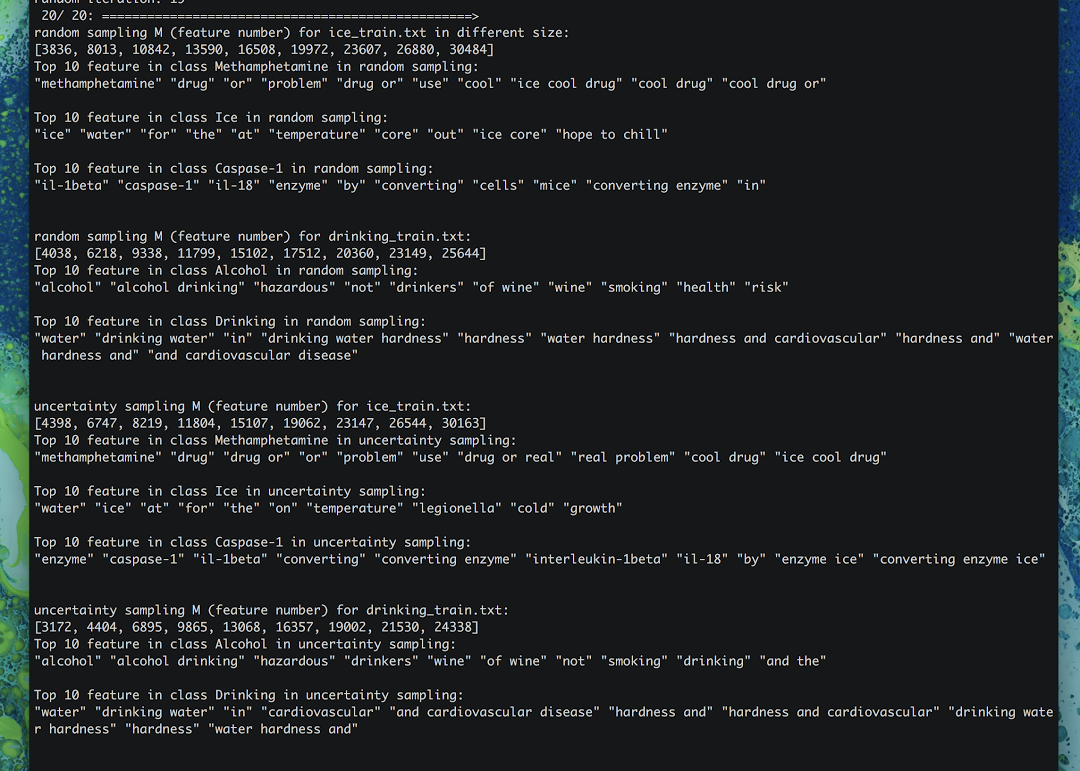 random iteration: 19
20/ 20: ==================================================>
random sampling M (feature number) for ice_train.txt in different size:
[3836, 8013, 10842, 13590, 16508, 19972, 23607, 26880, 30484]
Top 10 feature in class Methamphetamine in random sampling:
"methamphetamine" "drug" "or" "problem" "drug or" "use" "cool" "ice cool drug" "cool drug" "cool drug or"
Top 10 feature in class Ice in random sampling:
"ice" "water" "for" "the" "at" "temperature" "core" "out" "ice core" "hope to chill"
Top 10 feature in class Caspase-1 in random sampling:
"il-1beta" "caspase-1" "il-18" "enzyme" "by" "converting" "cells" "mice" "converting enzyme" "in"
random sampling M (feature number) for drinking_train.txt:
[4038, 6218, 9338, 11799, 15102, 17512, 20360, 23149, 25644]
Top 10 feature in class Alcohol in random sampling:
"alcohol" "alcohol drinking" "hazardous" "not" "drinkers" "of wine" "wine" "smoking" "health" "risk"
Top 10 feature in class Drinking in random sampling:
"water" "drinking water" "in" "drinking water hardness" "hardness" "water hardness" "hardness and cardiovascular" "hardness and" "water
hardness and" "and cardiovascular disease"
uncertainty sampling M (feature number) for ice_train.txt:
[4398, 6747, 8219, 11804, 15107, 19062, 23147, 26544, 30163]
Top 10 feature in class Methamphetamine in uncertainty sampling:
"methamphetamine" "drug" "drug or" "or" "problem" "use" "drug or real" "real problem" "cool drug" "ice cool drug"
Top 10 feature in class Ice in uncertainty sampling:
"water" "ice" "at" "for" "the" "on" "temperature" "legionella" "cold" "growth"
Top 10 feature in class Caspase-1 in uncertainty sampling:
"enzyme" "caspase-1" "il-1beta" "converting" "converting enzyme" "interleukin-1beta" "il-18" "by" "enzyme ice" "converting enzyme ice"
uncertainty sampling M (feature number) for drinking_train.txt:
[3172, 4404, 6895, 9865, 13068, 16357, 19002, 21530, 24338]
Top 10 feature in class Alcohol in uncertainty sampling:
"alcohol" "alcohol drinking" "hazardous" "drinkers" "wine" "of wine" "not" "smoking" "drinking" "and the"
Top 10 feature in class Drinking in uncertainty sampling:
"water" "drinking water" "in" "cardiovascular" "and cardiovascular disease" "hardness and" "hardness and cardiovascular" "drinking wate
r hardness" "hardness" "water hardness and"